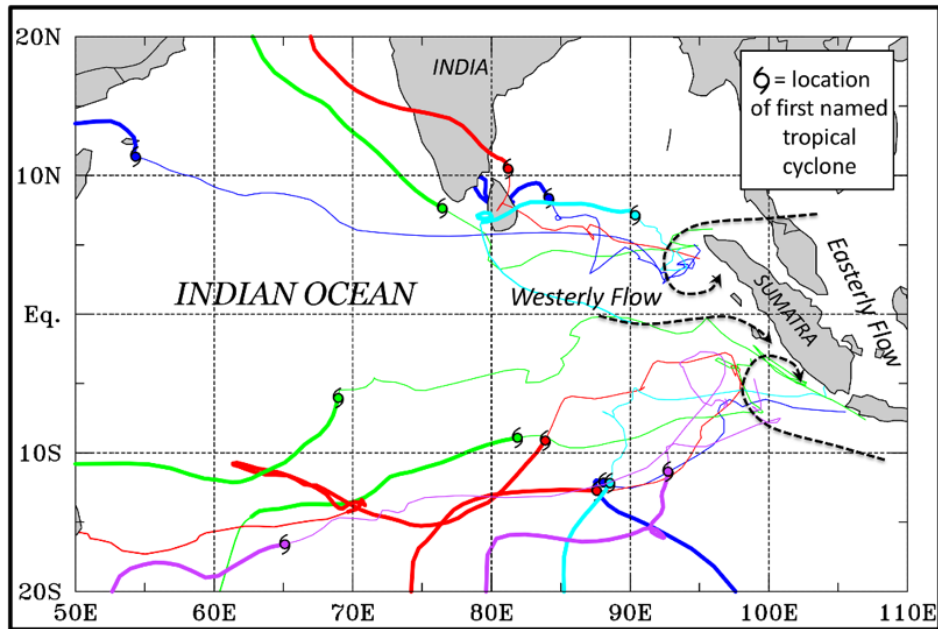 20N
10N
Eq.
10S
20S
INDIA
= location
of first named
tropical
cyclone
INDIAN OCEAN
Westerly Flow
SUMATRA
Easterly Flow
50E 60E 70E 80E 90E 100E 110E